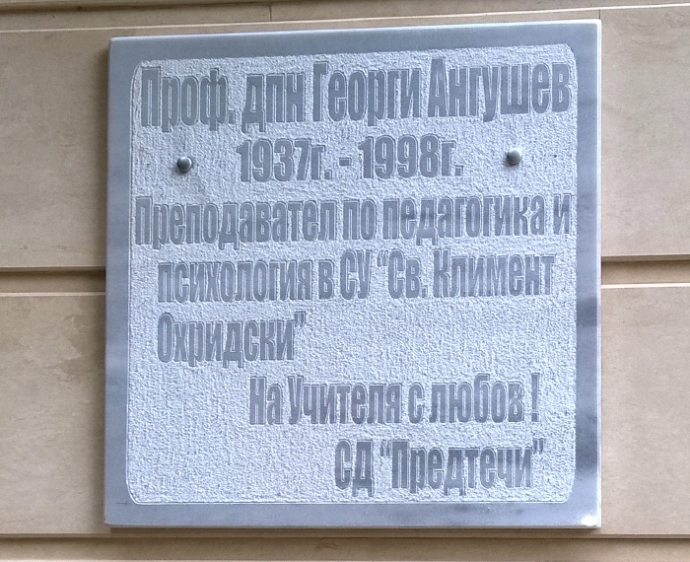 Проф. дпн Георги Ангушев
1937г. - 1998г.
Преподавател по педагогика и
психология в СУ "Св. Климент
Охридски"
На Учителя с любов !
СД "Предтечи"